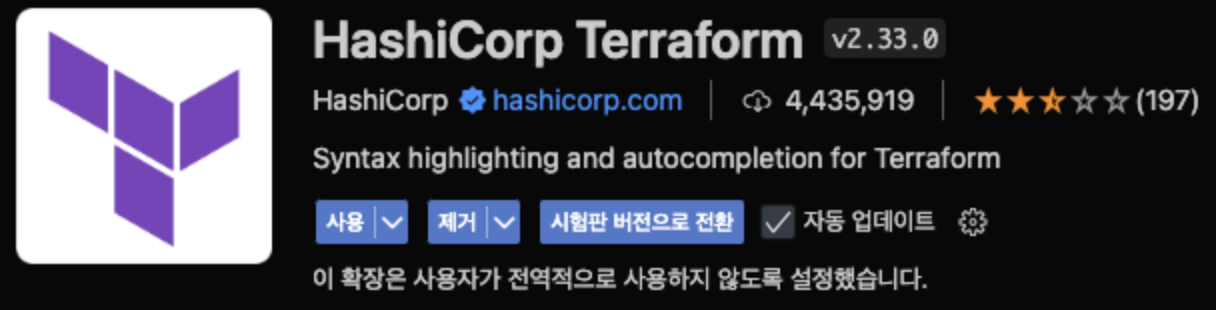 HashiCorp Terraform v2.33.0
HashiCorp hashicorp.com 4,435,919 (197)
Syntax highlighting and autocompletion for Terraform
사용 제거 시험판 버전으로 전환 자동 업데이트
이 확장은 사용자가 전역적으로 사용하지 않도록 설정했습니다.